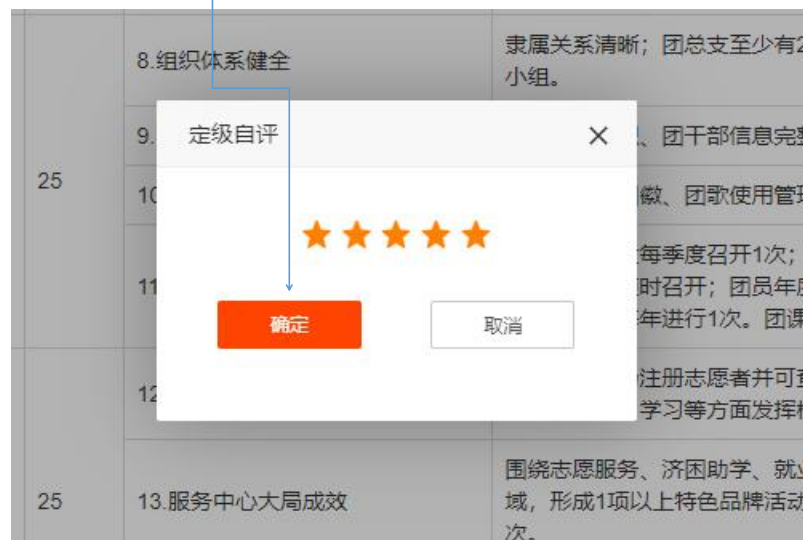 8.组织体系健全
隶属关系清晰；团总支至少有2
小组。
9.
定级自评
、团干部信息完整
25
10
徽、团歌使用管理
每季度召开1次；
11
时召开；团员年度
年进行1次。团课
确定
取消
12
注册志愿者并可
学习等方面发挥
25
13.服务中心大局成效
围绕志愿服务、济困助学、就业
域，形成1项以上特色品牌活动
次。